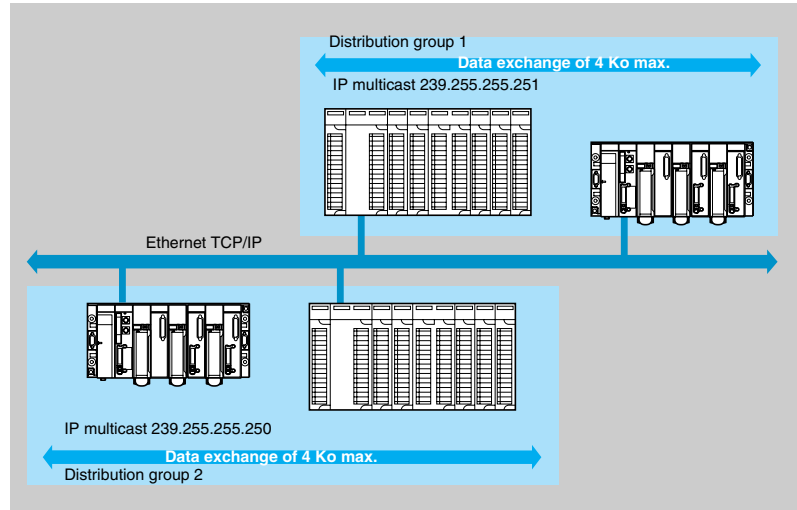 Distribution group 1
Data exchange of 4 Ko max.
IP multicast 239.255.255.251
Ethernet TCP/IP
IP multicast 239.255.255.250
Data exchange of 4 Ko max.
Distribution group 2